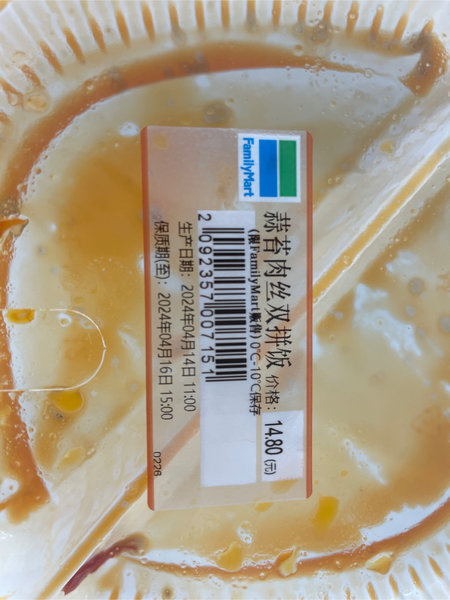 FamilyMart
蒜苔肉丝双拼饭 价格： 14.80 (元)
(限FamilyMart贩售) 0℃-10℃保存
2 092357 007151
生产日期： 2024年04月14日 11:00
保质期(至)： 2024年04月16日 15:00
0226